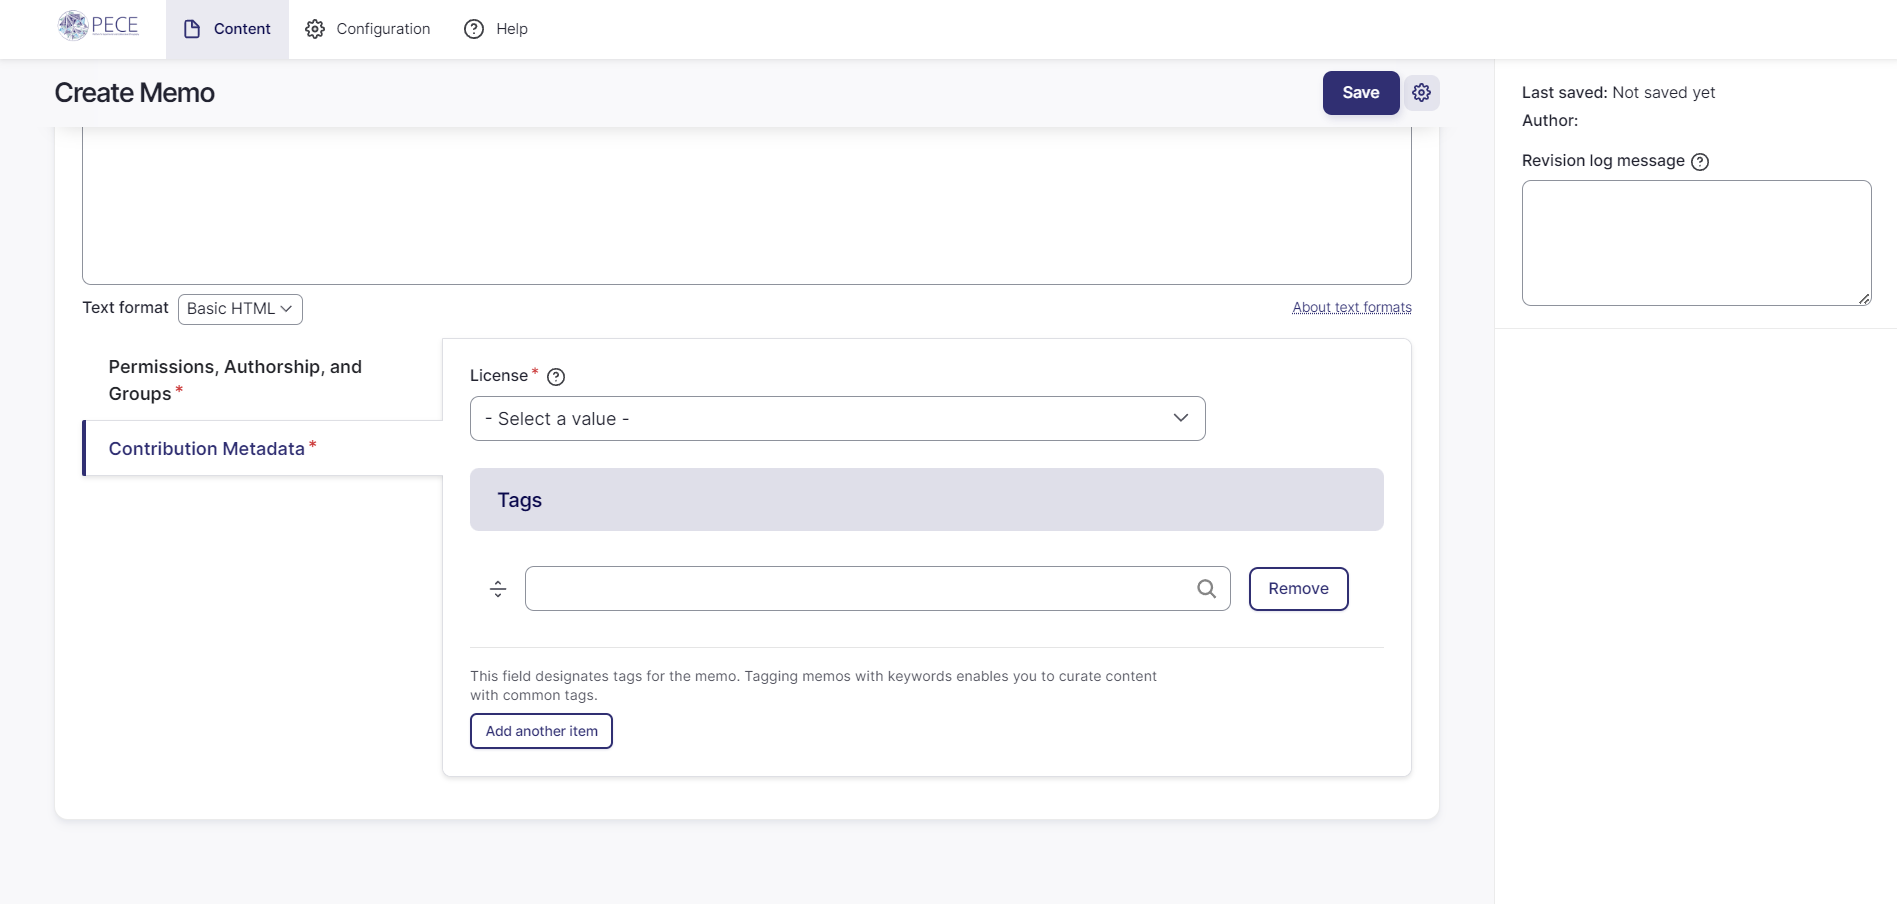 PECE
Content
Configuration
Help
Create Memo
Save
Last saved: Not saved yet
Author:
Revision log message
Text format
Basic HTML
About text formats
Permissions, Authorship, and
Groups*
Contribution Metadata*
License*
- Select a value -
Tags
Remove
This field designates tags for the memo. Tagging memos with keywords enables you to curate content
with common tags.
Add another item